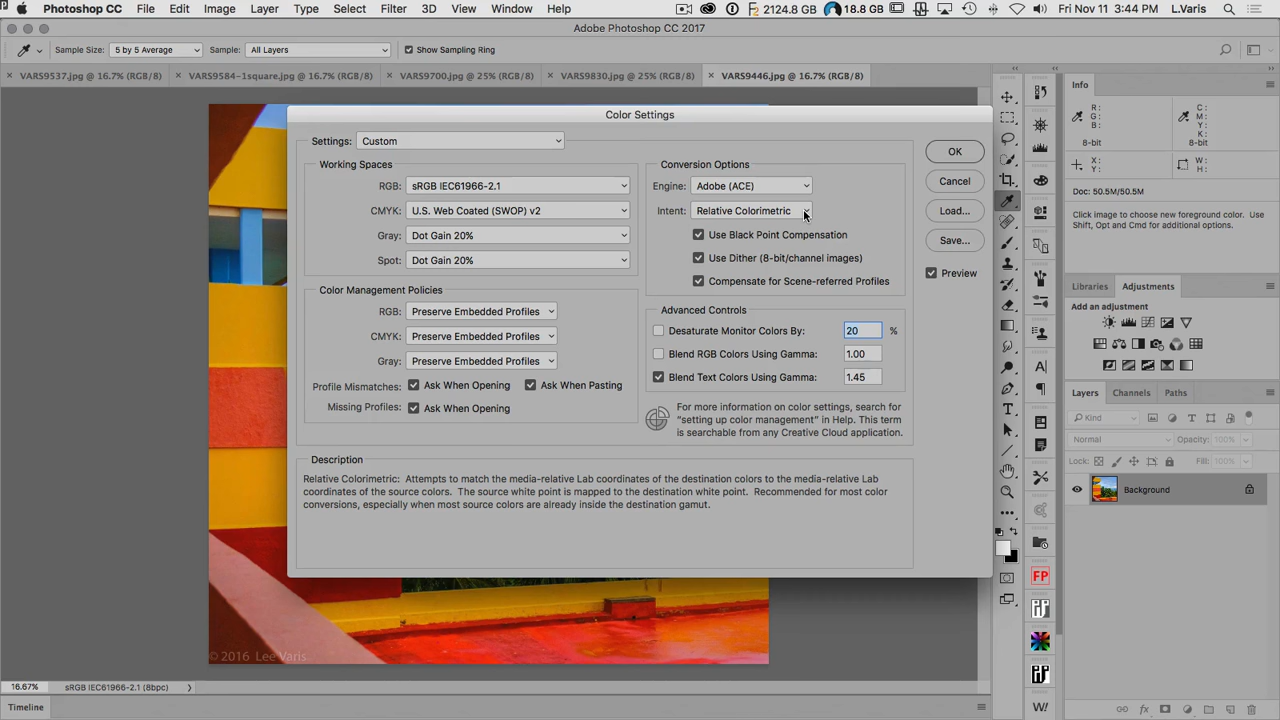 Photoshop CC File Edit Image Layer Type Select Filter 3D View Window Help 2124.8 GB 18.8 GB Fri Nov 11 3:44 PM L.Varis
Adobe Photoshop CC 2017
Sample Size: 5 by 5 Average Sample: All Layers Show Sampling Ring
VARS9537.jpg @ 16.7% (RGB/8) VARS9584-1square.jpg @ 16.7% (RGB/8) VARS9700.jpg @ 25% (RGB/8) VARS9830.jpg @ 25% (RGB/8) VARS9446.jpg @ 16.7% (RGB/8)
Color Settings
Settings: Custom
Working Spaces
RGB: sRGB IEC61966-2.1
CMYK: U.S. Web Coated (SWOP) v2
Gray: Dot Gain 20%
Spot: Dot Gain 20%
Color Management Policies
RGB: Preserve Embedded Profiles
CMYK: Preserve Embedded Profiles
Gray: Preserve Embedded Profiles
Profile Mismatches: Ask When Opening Ask When Pasting
Missing Profiles: Ask When Opening
Conversion Options
Engine: Adobe (ACE)
Intent: Relative Colorimetric
Use Black Point Compensation
Use Dither (8-bit/channel images)
Compensate for Scene-referred Profiles
Advanced Controls
Desaturate Monitor Colors By: 20 %
Blend RGB Colors Using Gamma: 1.00
Blend Text Colors Using Gamma: 1.45
For more information on color settings, search for
"setting up color management" in Help. This term
is searchable from any Creative Cloud application.
Description
Relative Colorimetric: Attempts to match the media-relative Lab coordinates of the destination colors to the media-relative Lab
coordinates of the source colors. The source white point is mapped to the destination white point. Recommended for most color
conversions, especially when most source colors are already inside the destination gamut.
OK
Cancel
Load...
Save...
Preview
© 2016 Lee Varis
16.67% sRGB IEC61966-2.1 (8bpc)
Timeline
FP
W!
Info
R: C:
G: M:
B: Y:
K:
8-bit 8-bit
X: W:
Y: H:
Doc: 50.5M/50.5M
Click image to choose new foreground color. Use
Shift, Opt and Cmd for additional options.
Libraries Adjustments
Add an adjustment
Layers Channels Paths
Kind
Normal Opacity: 100%
Lock: Fill: 100%
Background
fx